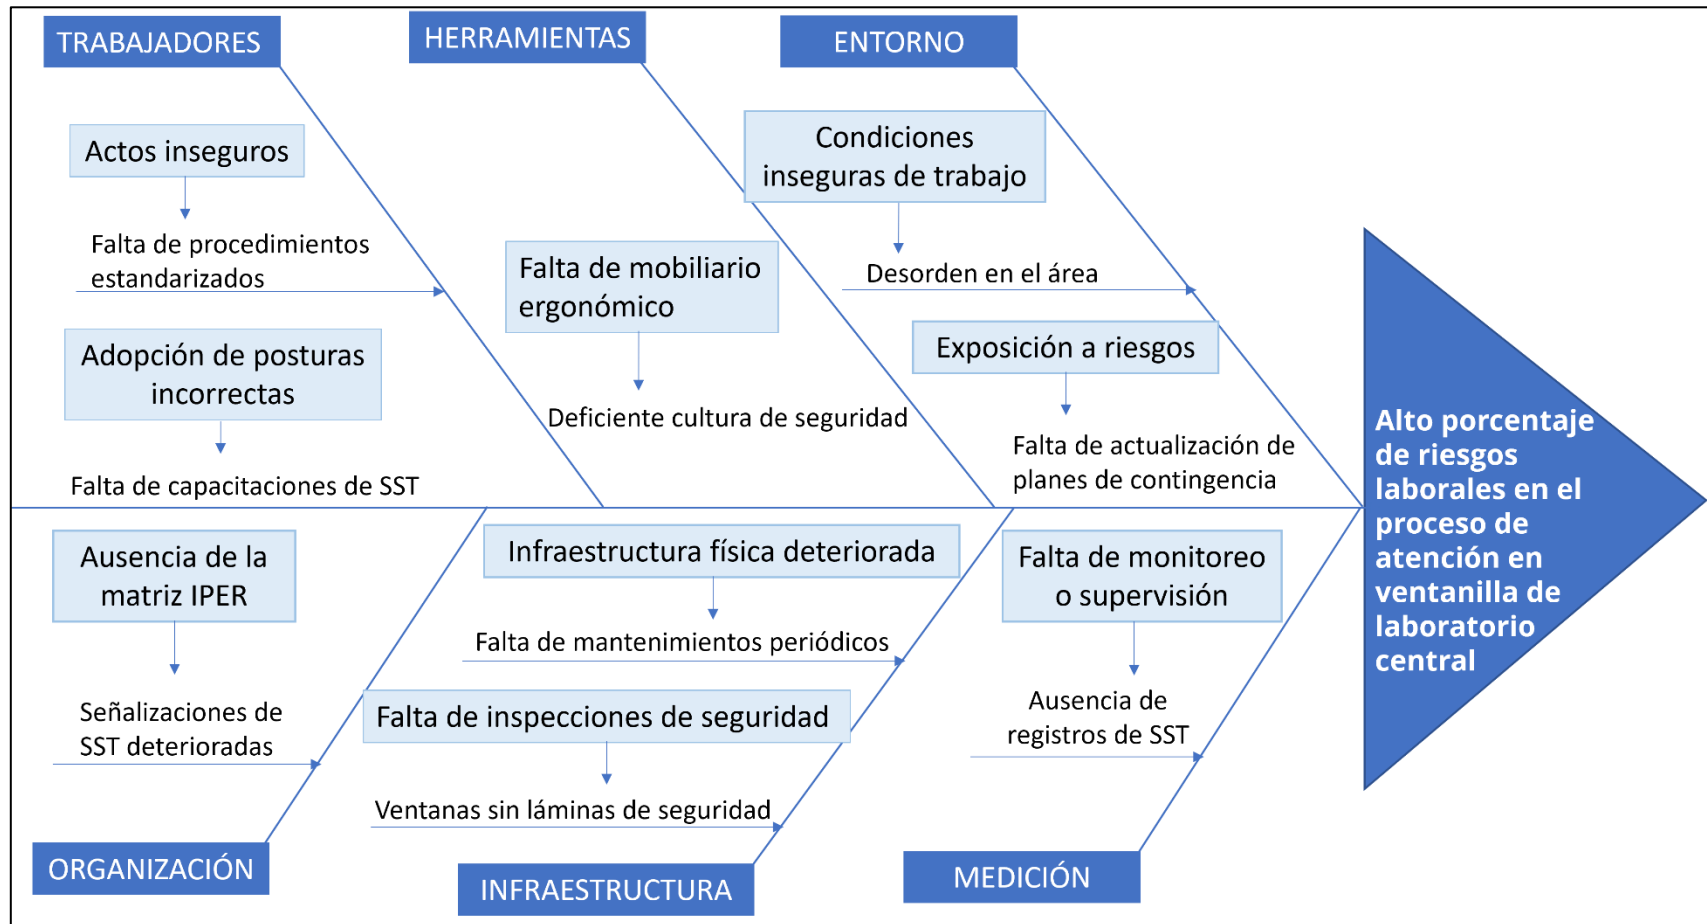 TRABAJADORES
HERRAMIENTAS
ENTORNO
Actos inseguros
Falta de procedimientos
estandarizados
Adopción de posturas
incorrectas
Falta de capacitaciones de SST
Falta de mobiliario
ergonómico
Deficiente cultura de seguridad
Condiciones
inseguras de trabajo
Desorden en el área
Exposición a riesgos
Falta de actualización de
planes de contingencia
Alto porcentaje
de riesgos
laborales en el
proceso de
atención en
ventanilla de
laboratorio
central
Ausencia de la
matriz IPER
Señalizaciones de
SST deterioradas
Infraestructura física deteriorada
Falta de mantenimientos periódicos
Falta de inspecciones de seguridad
Ventanas sin láminas de seguridad
Falta de monitoreo
o supervisión
Ausencia de
registros de SST
ORGANIZACIÓN
INFRAESTRUCTURA
MEDICIÓN